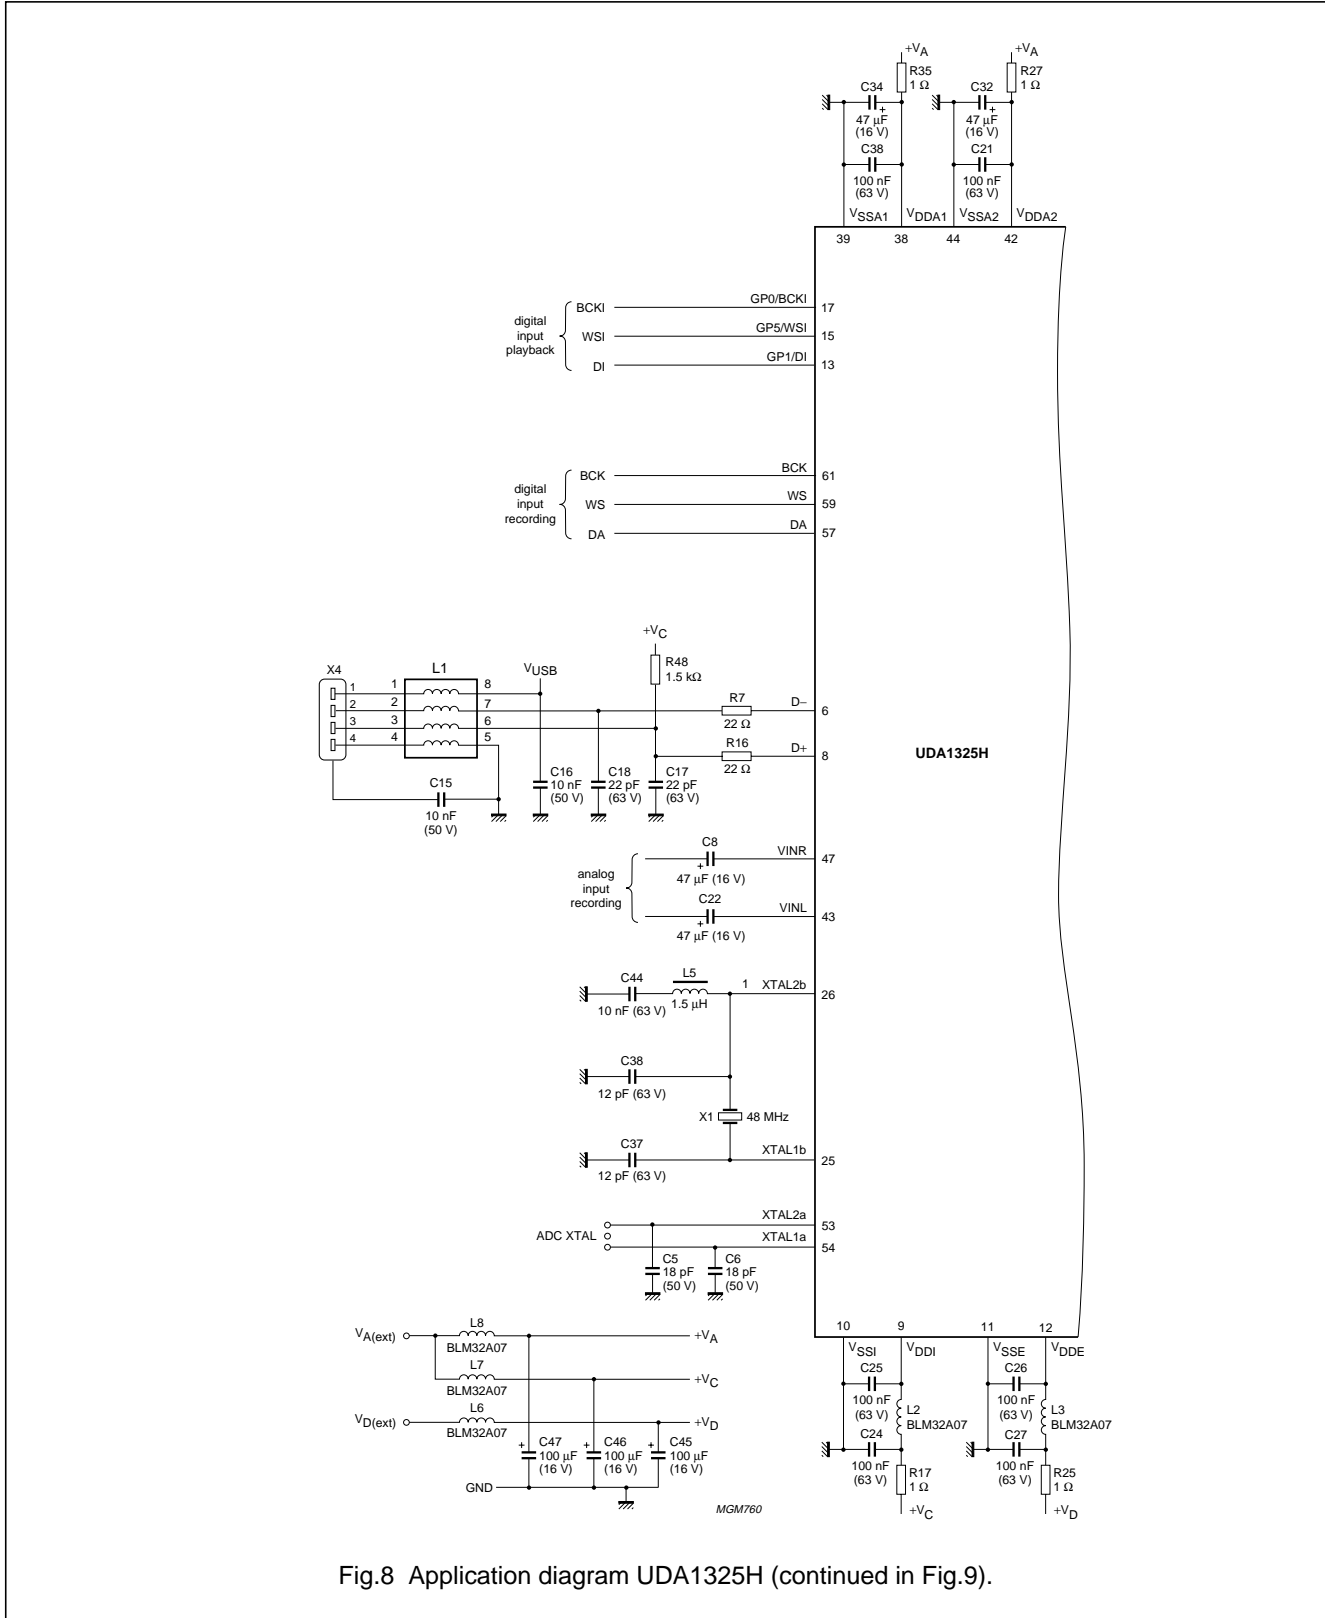 +VA
+VA
R35
1 Ω
R27
1 Ω
C34
+
47 μF
(16 V)
C32
+
47 μF
(16 V)
C38
100 nF
(63 V)
C21
100 nF
(63 V)
VSSA1
VDDA1
VSSA2
VDDA2
39
38
44
42
digital
input
playback
BCKI
GP0/BCKI
17
WSI
GP5/WSI
15
DI
GP1/DI
13
digital
input
recording
BCK
BCK
61
WS
WS
59
DA
DA
57
+VC
R48
1.5 kΩ
X4
L1
VUSB
1
1
8
2
2
7
3
3
6
4
4
5
R7
22 Ω
D−
6
R16
22 Ω
D+
8
UDA1325H
C15
10 nF
(50 V)
C16
10 nF
(50 V)
C18
22 pF
(63 V)
C17
22 pF
(63 V)
analog
input
recording
C8
+
47 μF (16 V)
VINR
47
C22
+
47 μF (16 V)
VINL
43
C44
10 nF (63 V)
L5
1.5 μH
1
XTAL2b
26
C38
12 pF (63 V)
X1
48 MHz
C37
12 pF (63 V)
XTAL1b
25
ADC XTAL
XTAL2a
53
XTAL1a
54
C5
18 pF
(50 V)
C6
18 pF
(50 V)
VA(ext)
L8
BLM32A07
+VA
L7
BLM32A07
+VC
VD(ext)
L6
BLM32A07
+VD
+
C47
100 μF
(16 V)
+
C46
100 μF
(16 V)
+
C45
100 μF
(16 V)
GND
10
9
11
12
VSSI
VDDI
VSSE
VDDE
C25
100 nF
(63 V)
L2
BLM32A07
C24
100 nF
(63 V)
R17
1 Ω
+VC
C26
100 nF
(63 V)
L3
BLM32A07
C27
100 nF
(63 V)
R25
1 Ω
+VD
MGM760
Fig.8 Application diagram UDA1325H (continued in Fig.9).